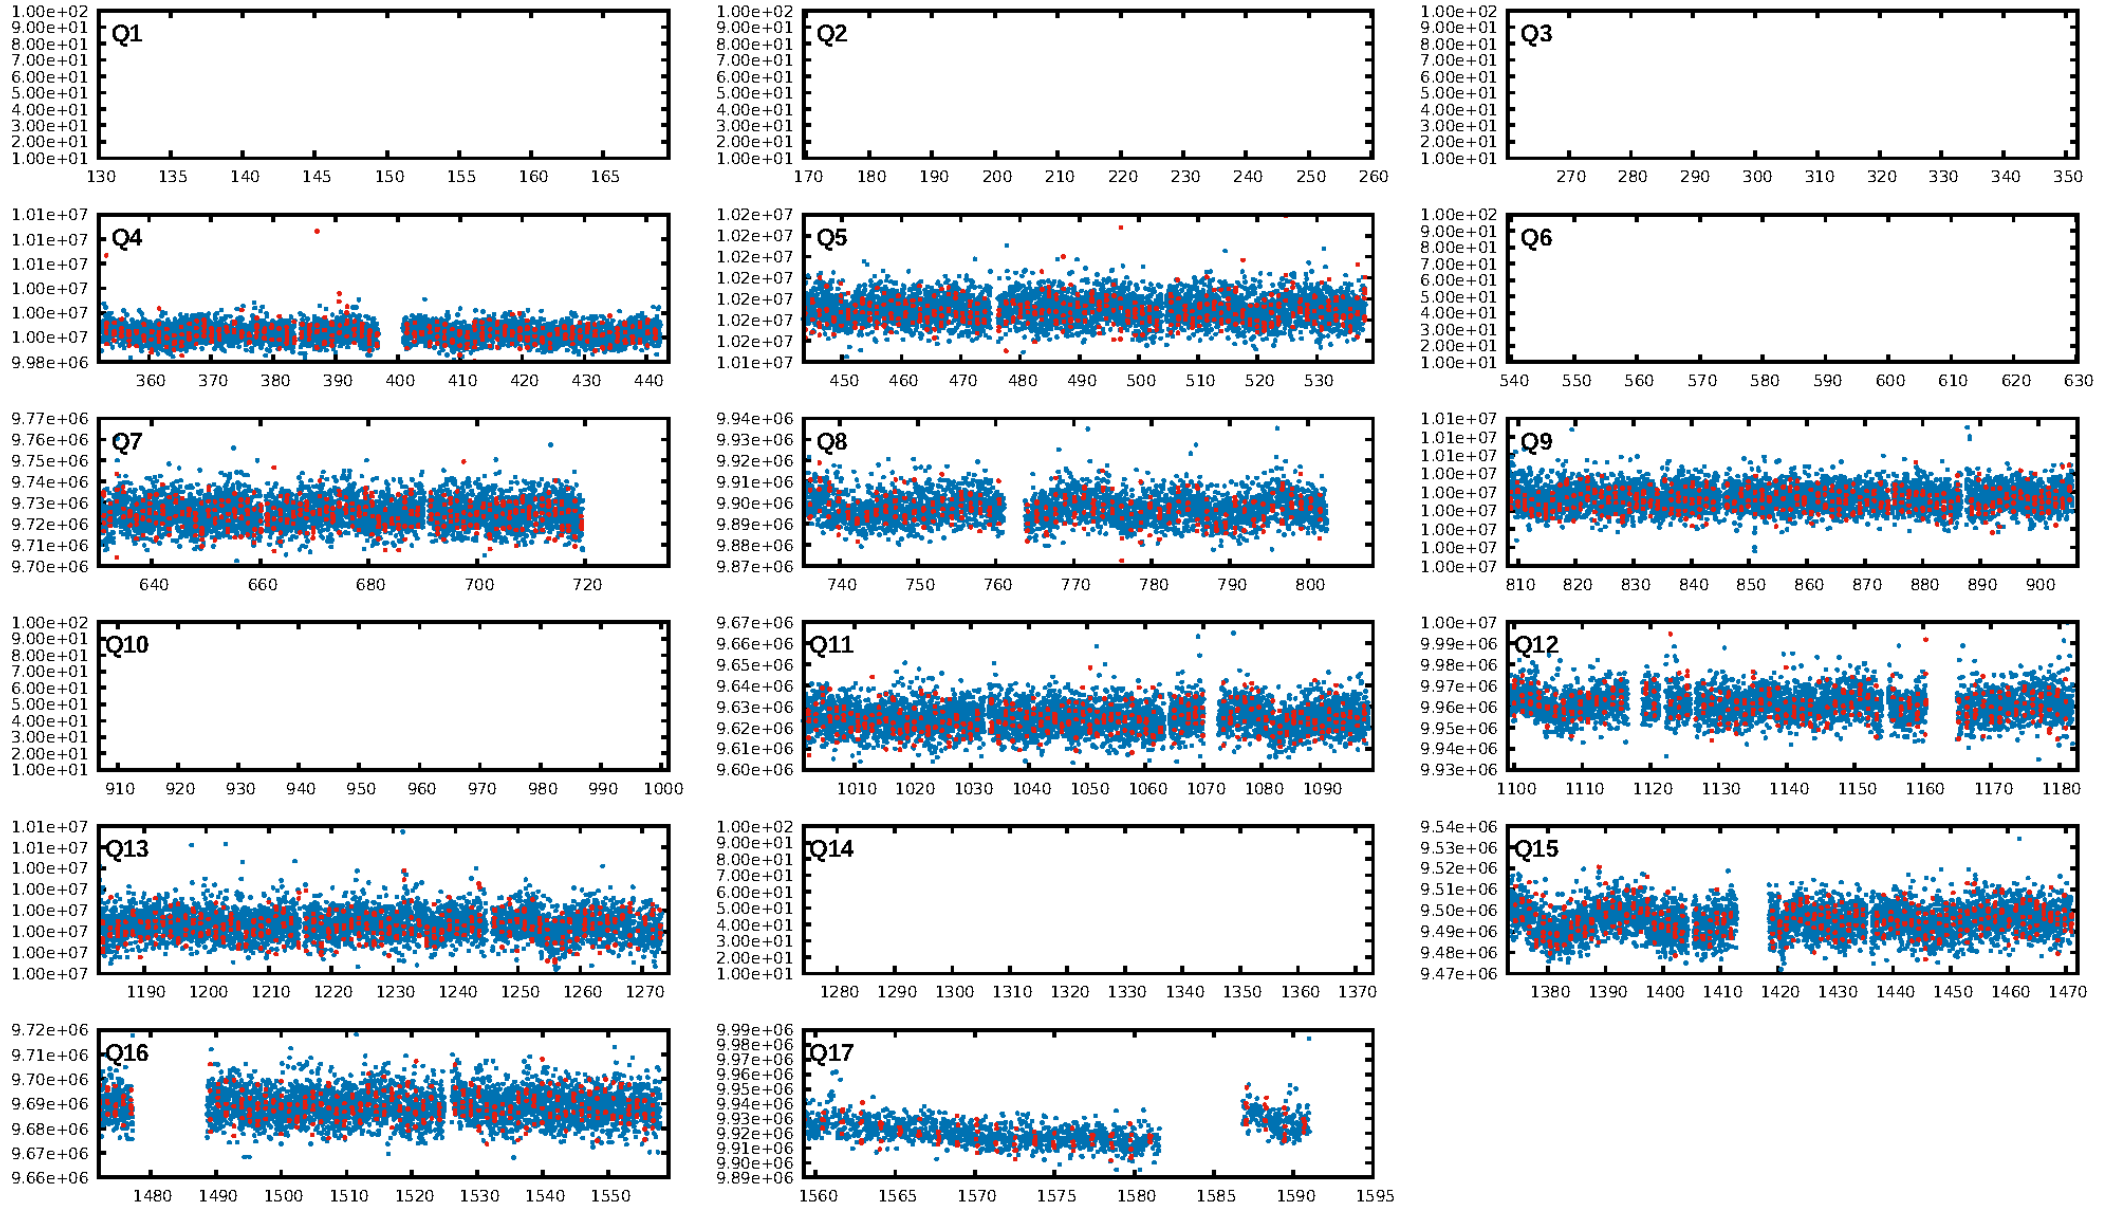 Q1
1.00e+02
9.00e+01
8.00e+01
7.00e+01
6.00e+01
5.00e+01
4.00e+01
3.00e+01
2.00e+01
1.00e+01
130 135 140 145 150 155 160 165
Q2
1.00e+02
9.00e+01
8.00e+01
7.00e+01
6.00e+01
5.00e+01
4.00e+01
3.00e+01
2.00e+01
1.00e+01
170 180 190 200 210 220 230 240 250 260
Q3
1.00e+02
9.00e+01
8.00e+01
7.00e+01
6.00e+01
5.00e+01
4.00e+01
3.00e+01
2.00e+01
1.00e+01
270 280 290 300 310 320 330 340 350
Q4
1.01e+07
1.01e+07
1.01e+07
1.00e+07
1.00e+07
1.00e+07
9.98e+06
360 370 380 390 400 410 420 430 440
Q5
1.02e+07
1.02e+07
1.02e+07
1.02e+07
1.02e+07
1.02e+07
1.02e+07
1.01e+07
450 460 470 480 490 500 510 520 530
Q6
1.00e+02
9.00e+01
8.00e+01
7.00e+01
6.00e+01
5.00e+01
4.00e+01
3.00e+01
2.00e+01
1.00e+01
540 550 560 570 580 590 600 610 620 630
Q7
9.77e+06
9.76e+06
9.75e+06
9.74e+06
9.73e+06
9.72e+06
9.71e+06
9.70e+06
640 660 680 700 720
Q8
9.94e+06
9.93e+06
9.92e+06
9.91e+06
9.90e+06
9.89e+06
9.88e+06
9.87e+06
740 750 760 770 780 790 800
Q9
1.01e+07
1.01e+07
1.01e+07
1.00e+07
1.00e+07
1.00e+07
1.00e+07
1.00e+07
1.00e+07
810 820 830 840 850 860 870 880 890 900
Q10
1.00e+02
9.00e+01
8.00e+01
7.00e+01
6.00e+01
5.00e+01
4.00e+01
3.00e+01
2.00e+01
1.00e+01
910 920 930 940 950 960 970 980 990 1000
Q11
9.67e+06
9.66e+06
9.65e+06
9.64e+06
9.63e+06
9.62e+06
9.61e+06
9.60e+06
1010 1020 1030 1040 1050 1060 1070 1080 1090
Q12
1.00e+07
9.99e+06
9.98e+06
9.97e+06
9.96e+06
9.95e+06
9.94e+06
9.93e+06
1100 1110 1120 1130 1140 1150 1160 1170 1180
Q13
1.01e+07
1.01e+07
1.00e+07
1.00e+07
1.00e+07
1.00e+07
1.00e+07
1.00e+07
1190 1200 1210 1220 1230 1240 1250 1260 1270
Q14
1.00e+02
9.00e+01
8.00e+01
7.00e+01
6.00e+01
5.00e+01
4.00e+01
3.00e+01
2.00e+01
1.00e+01
1280 1290 1300 1310 1320 1330 1340 1350 1360 1370
Q15
9.54e+06
9.53e+06
9.52e+06
9.51e+06
9.50e+06
9.49e+06
9.48e+06
9.47e+06
1380 1390 1400 1410 1420 1430 1440 1450 1460 1470
Q16
9.72e+06
9.71e+06
9.70e+06
9.69e+06
9.68e+06
9.67e+06
9.66e+06
1480 1490 1500 1510 1520 1530 1540 1550
Q17
9.99e+06
9.98e+06
9.97e+06
9.96e+06
9.95e+06
9.94e+06
9.93e+06
9.92e+06
9.91e+06
9.90e+06
9.89e+06
1560 1565 1570 1575 1580 1585 1590 1595